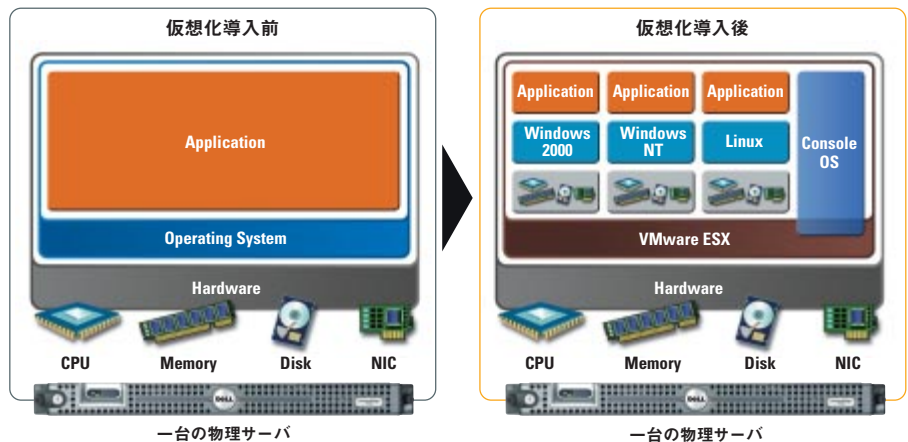 仮想化導入前
Application
Operating System
Hardware
CPU
Memory
Disk
NIC
DELL
一台の物理サーバ
仮想化導入後
Application
Application
Application
Windows
2000
Windows
NT
Linux
Console
OS
VMware ESX
Hardware
CPU
Memory
Disk
NIC
DELL
一台の物理サーバ